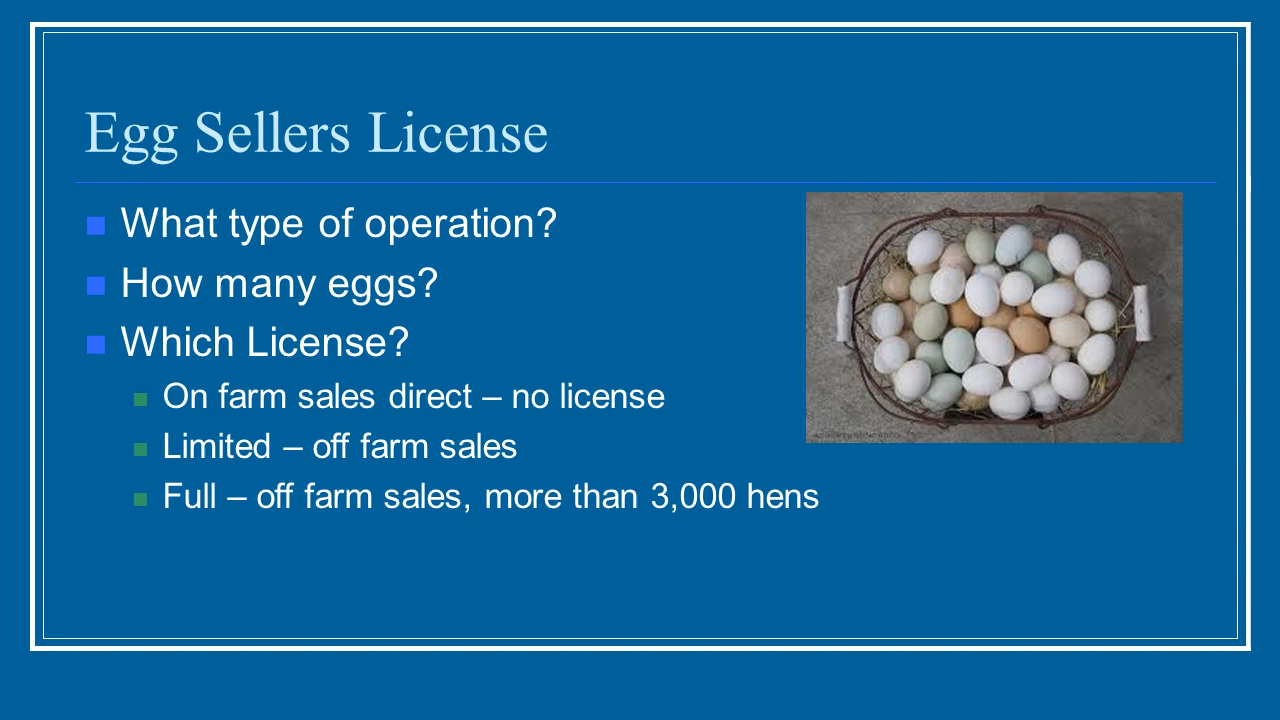 Egg Sellers License
What type of operation?
How many eggs?
Which License?
On farm sales direct – no license
Limited – off farm sales
Full – off farm sales, more than 3,000 hens